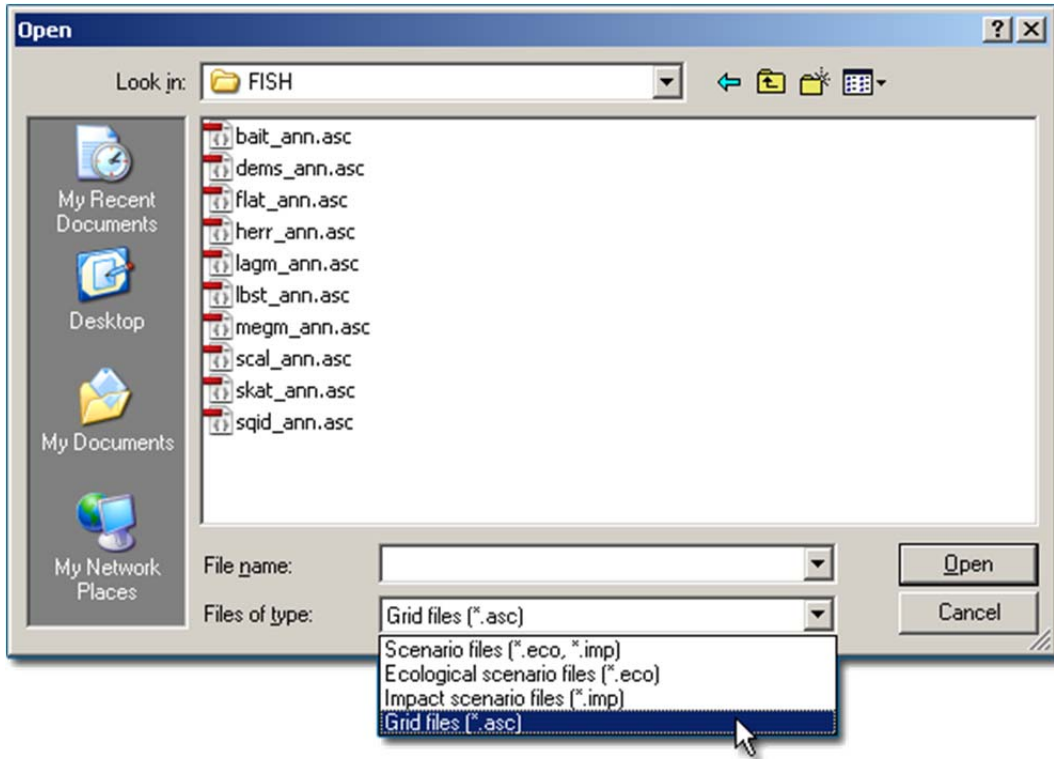 Open
Look in: FISH
My Recent
Documents
Desktop
My Documents
My Network
Places
bait_ann.asc
dems_ann.asc
flat_ann.asc
herr_ann.asc
lagm_ann.asc
lbst_ann.asc
megm_ann.asc
scal_ann.asc
skat_ann.asc
sqid_ann.asc
File name:
Open
Files of type: Grid files (*.asc)
Cancel
Scenario files (*.eco, *.imp)
Ecological scenario files (*.eco)
Impact scenario files (*.imp)
Grid files (*.asc)